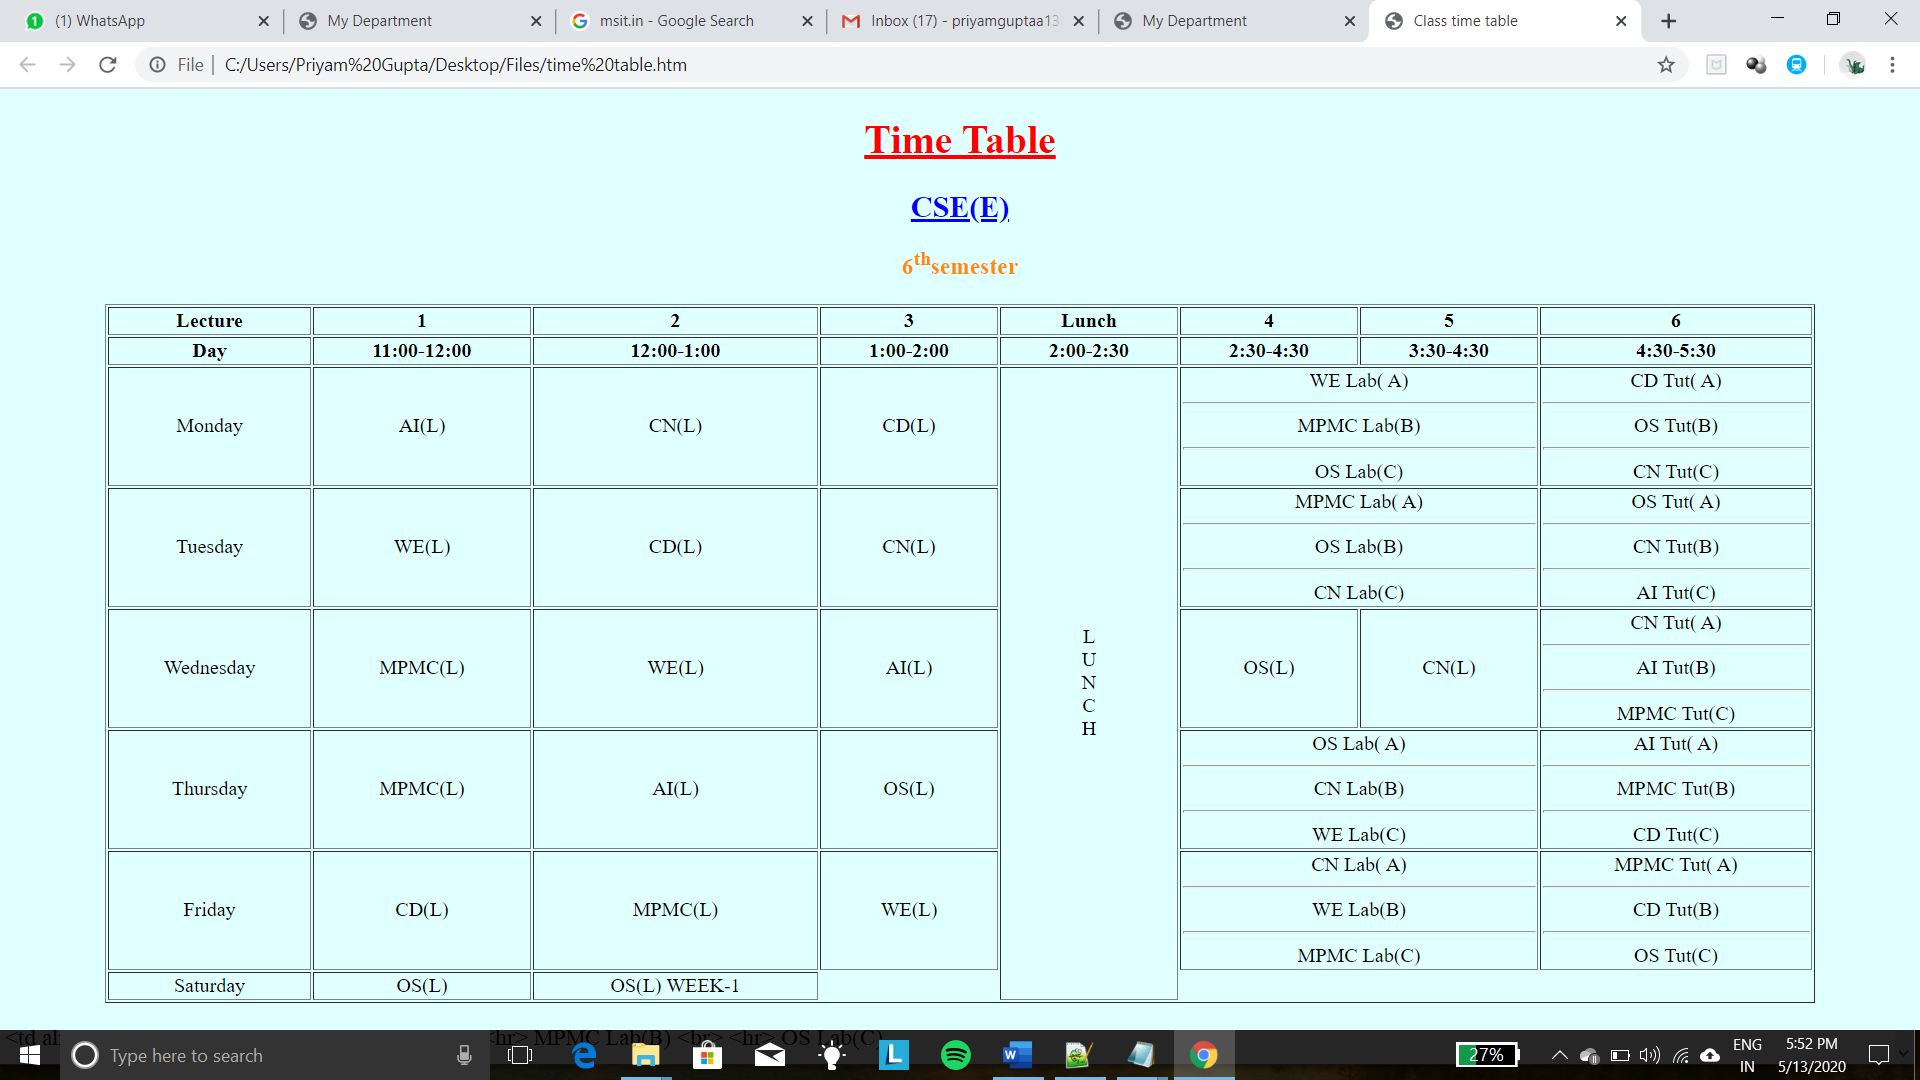 (1) WhatsApp
My Department
msit.in - Google Search
Inbox (17) - priyamguptaa13
My Department
Class time table
File
C:/Users/Priyam%20Gupta/Desktop/Files/time%20table.htm
Time Table
CSE(E)
6thsemester
Lecture 1 2 3 Lunch 4 5 6
Day 11:00-12:00 12:00-1:00 1:00-2:00 2:00-2:30 2:30-4:30 3:30-4:30 4:30-5:30
WE Lab( A) CD Tut( A)
Monday AI(L) CN(L) CD(L) MPMC Lab(B) OS Tut(B)
OS Lab(C) CN Tut(C)
MPMC Lab( A) OS Tut( A)
Tuesday WE(L) CD(L) CN(L) OS Lab(B) CN Tut(B)
CN Lab(C) AI Tut(C)
L
U
N
C
H
CN Tut( A)
Wednesday MPMC(L) WE(L) AI(L) OS(L) CN(L) AI Tut(B)
MPMC Tut(C)
OS Lab( A) AI Tut( A)
Thursday MPMC(L) AI(L) OS(L) CN Lab(B) MPMC Tut(B)
WE Lab(C) CD Tut(C)
CN Lab( A) MPMC Tut( A)
Friday CD(L) MPMC(L) WE(L) WE Lab(B) CD Tut(B)
MPMC Lab(C) OS Tut(C)
Saturday OS(L) OS(L) WEEK-1
<hr> MPMC Lab(B) <br> <hr> OS Lab(C)
Type here to search
27%
ENG
IN
5:52 PM
5/13/2020